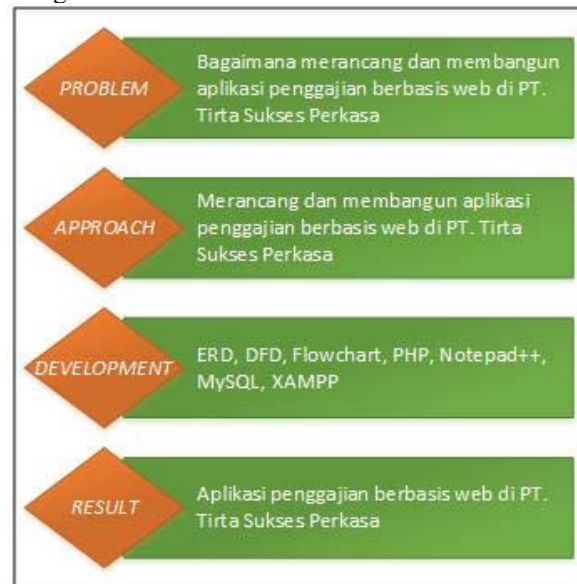 PROBLEM
Bagaimana merancang dan membangun
aplikasi penggajian berbasis web di PT.
Tirta Sukses Perkasa
APPROACH
Merancang dan membangun aplikasi
penggajian berbasis web di PT. Tirta
Sukses Perkasa
DEVELOPMENT
ERD, DFD, Flowchart, PHP, Notepad++,
MySQL, XAMPP
RESULT
Aplikasi penggajian berbasis web di PT.
Tirta Sukses Perkasa